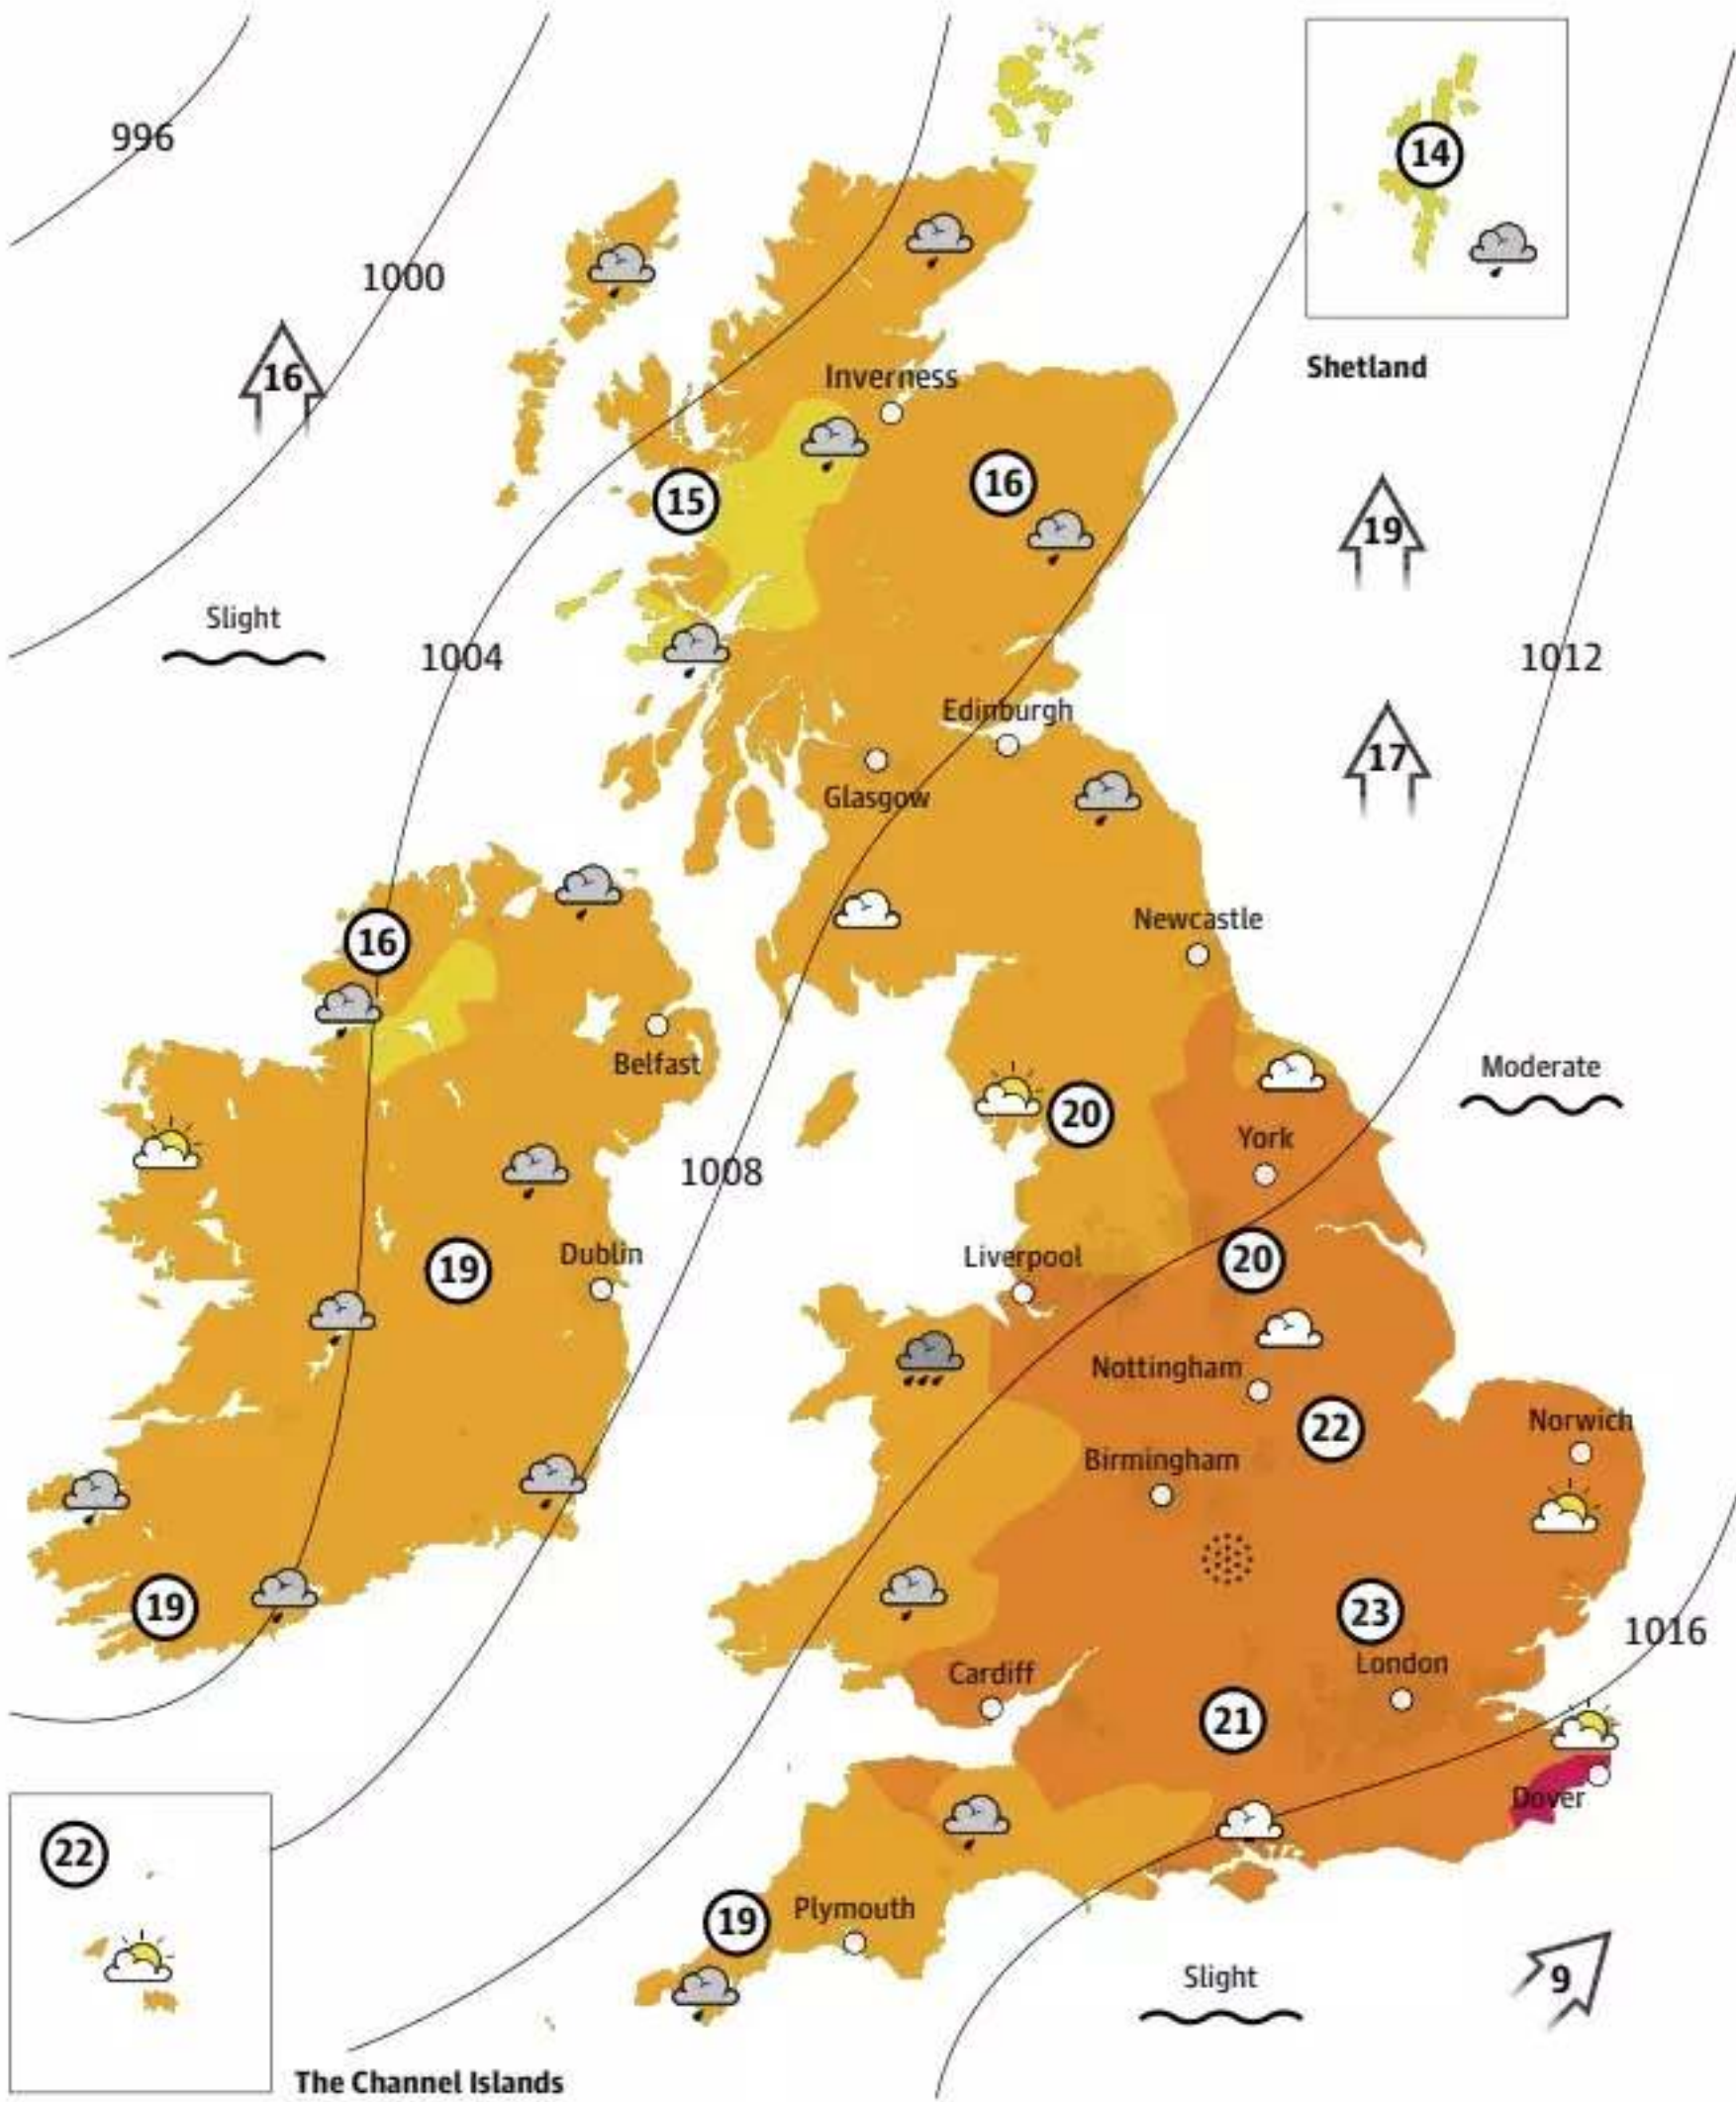 996
14
1000
Shetland
16
Inverness
15
16
19
Slight
1004
1012
Edinburgh
17
Glasgow
Newcastle
16
Belfast
Moderate
20
York
1008
Dublin
19
Liverpool
20
Nottingham
22
Norwich
Birmingham
19
23
1016
London
Cardiff
21
Dover
22
19
Plymouth
Slight
9
The Channel Islands